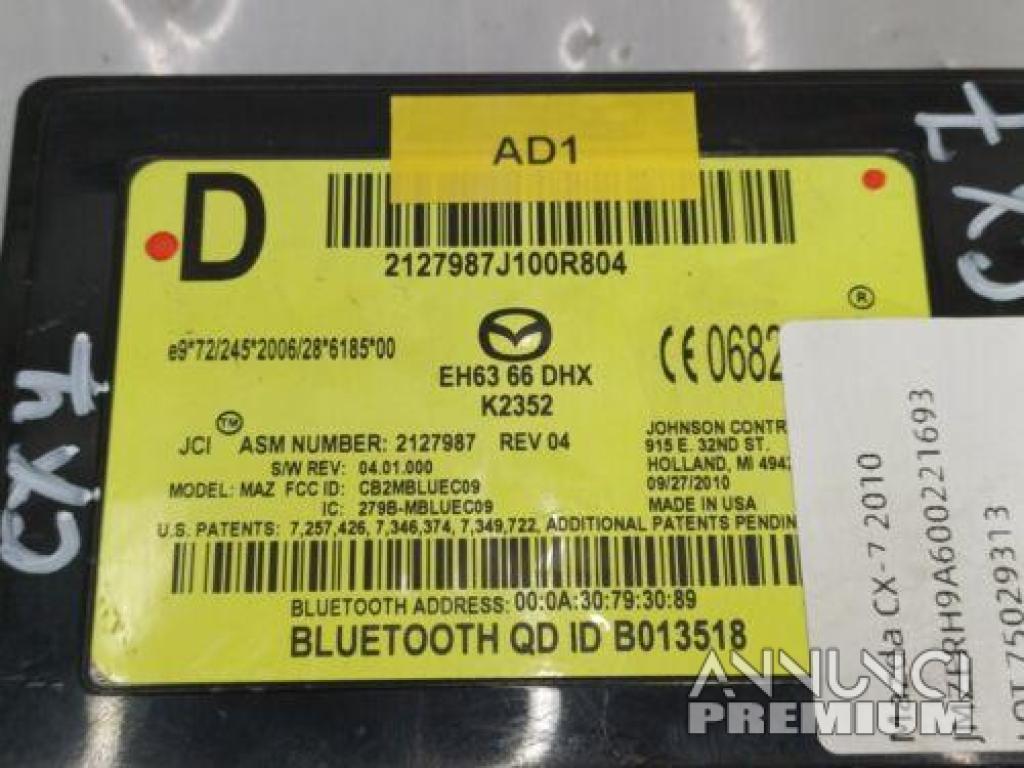 AD1
D
2127987J100R804
®
e9*72/245*2006/28*6185*00
EH63 66 DHX
K2352
CE 0682
JCI™ ASM NUMBER: 2127987 REV 04
S/W REV: 04.01.000
MODEL: MAZ FCC ID: CB2MBLUEC09
IC: 279B-MBLUEC09
JOHNSON CONTR
915 E. 32ND ST.
HOLLAND, MI 4942
09/27/2010
MADE IN USA
U.S. PATENTS: 7,257,426, 7,346,374, 7,349,722, ADDITIONAL PATENTS PENDIN
BLUETOOTH ADDRESS: 00:0A:30:79:30:89
BLUETOOTH QD ID B013518
CX7
CX7
Mazda CX-7 2010
750029313
ANNUNCI
PREMIUM